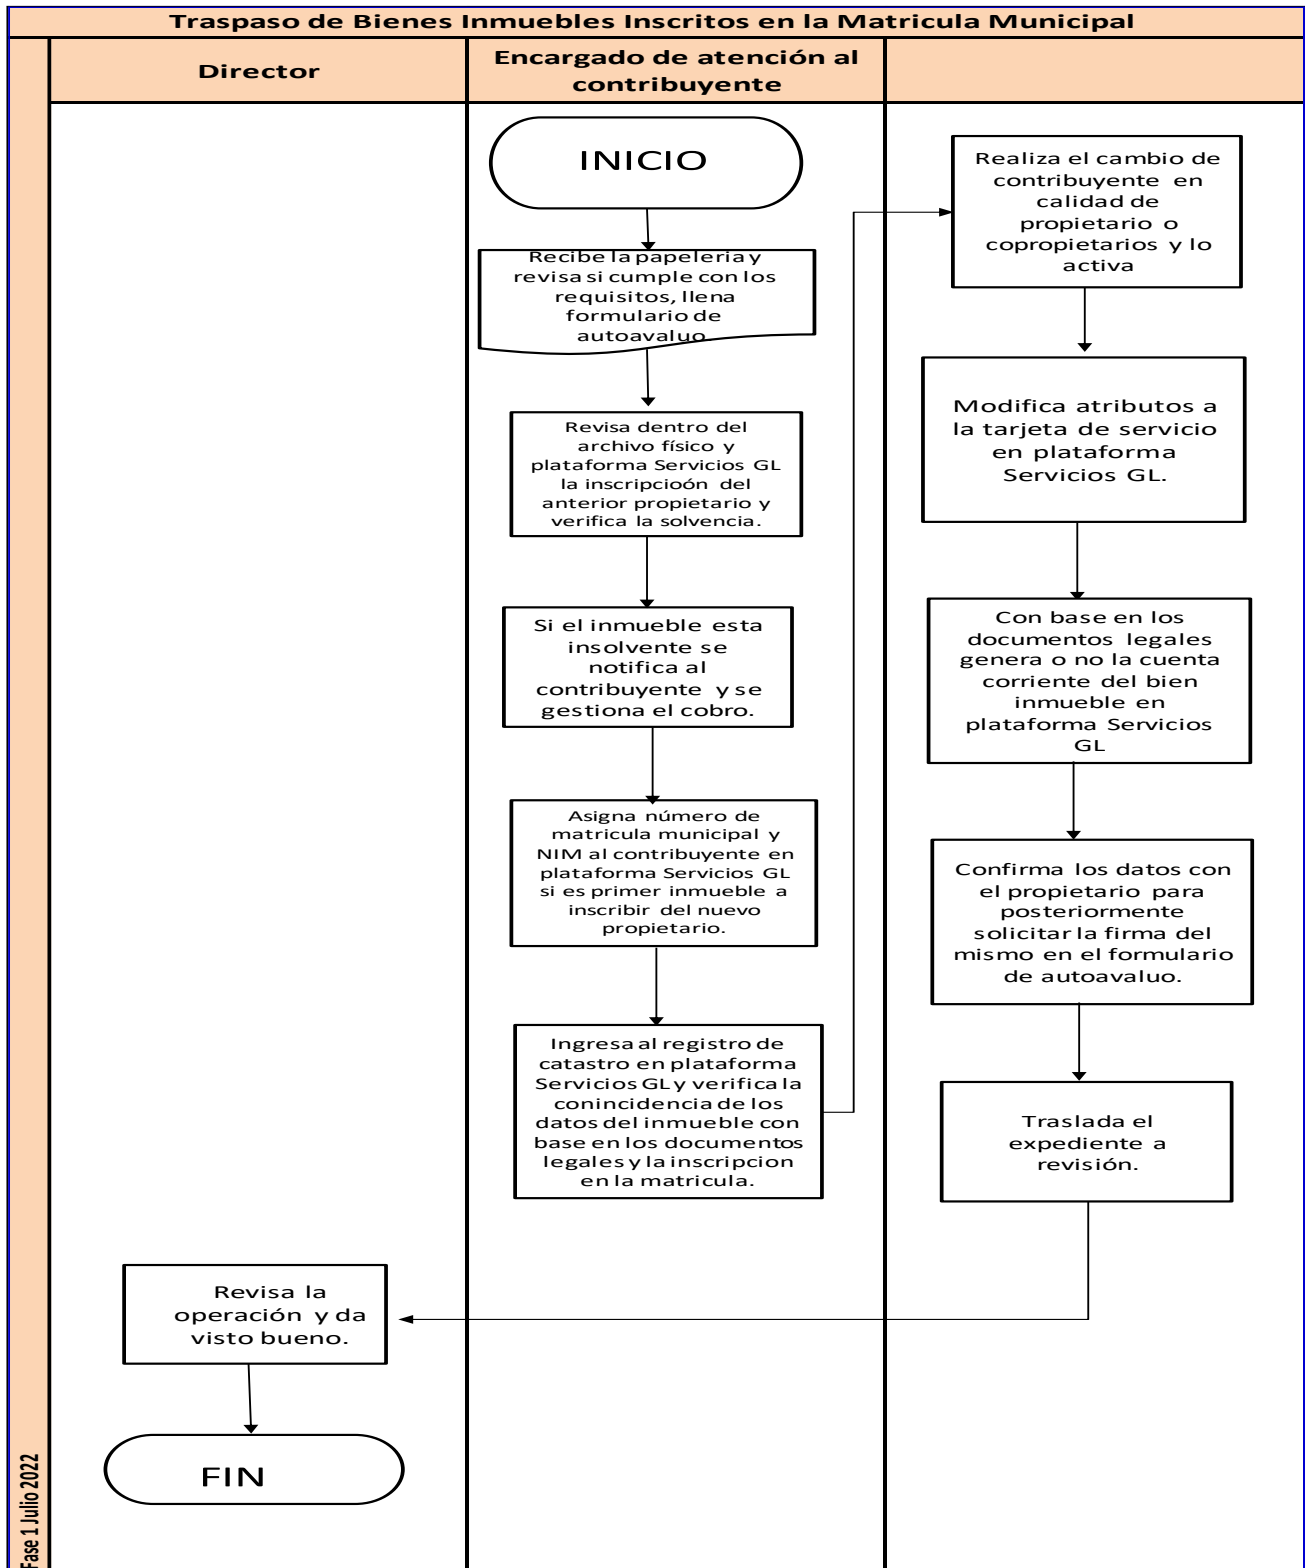 Traspaso de Bienes Inmuebles Inscritos en la Matricula Municipal
Director
Encargado de atención al
contribuyente
INICIO
Recibe la papeleria y
revisa si cumple con los
requisitos, llena
formulario de
autoavaluo.
Revisa dentro del
archivo físico y
plataforma Servicios GL
la inscripcioón del
anterior propietario y
verifica la solvencia.
Si el inmueble esta
insolvente se
notifica al
contribuyente y se
gestiona el cobro.
Asigna número de
matricula municipal y
NIM al contribuyente en
plataforma Servicios GL
si es primer inmueble a
inscribir del nuevo
propietario.
Ingresa al registro de
catastro en plataforma
Servicios GL y verifica la
conincidencia de los
datos del inmueble con
base en los documentos
legales y la inscripcion
en la matricula.
Realiza el cambio de
contribuyente en
calidad de
propietario o
copropietarios y lo
activa
Modifica atributos a
la tarjeta de servicio
en plataforma
Servicios GL.
Con base en los
documentos legales
genera o no la cuenta
corriente del bien
inmueble en
plataforma Servicios
GL
Confirma los datos con
el propietario para
posteriormente
solicitar la firma del
mismo en el formulario
de autoavaluo.
Traslada el
expediente a
revisión.
Revisa la
operación y da
visto bueno.
FIN
Fase 1 Julio 2022